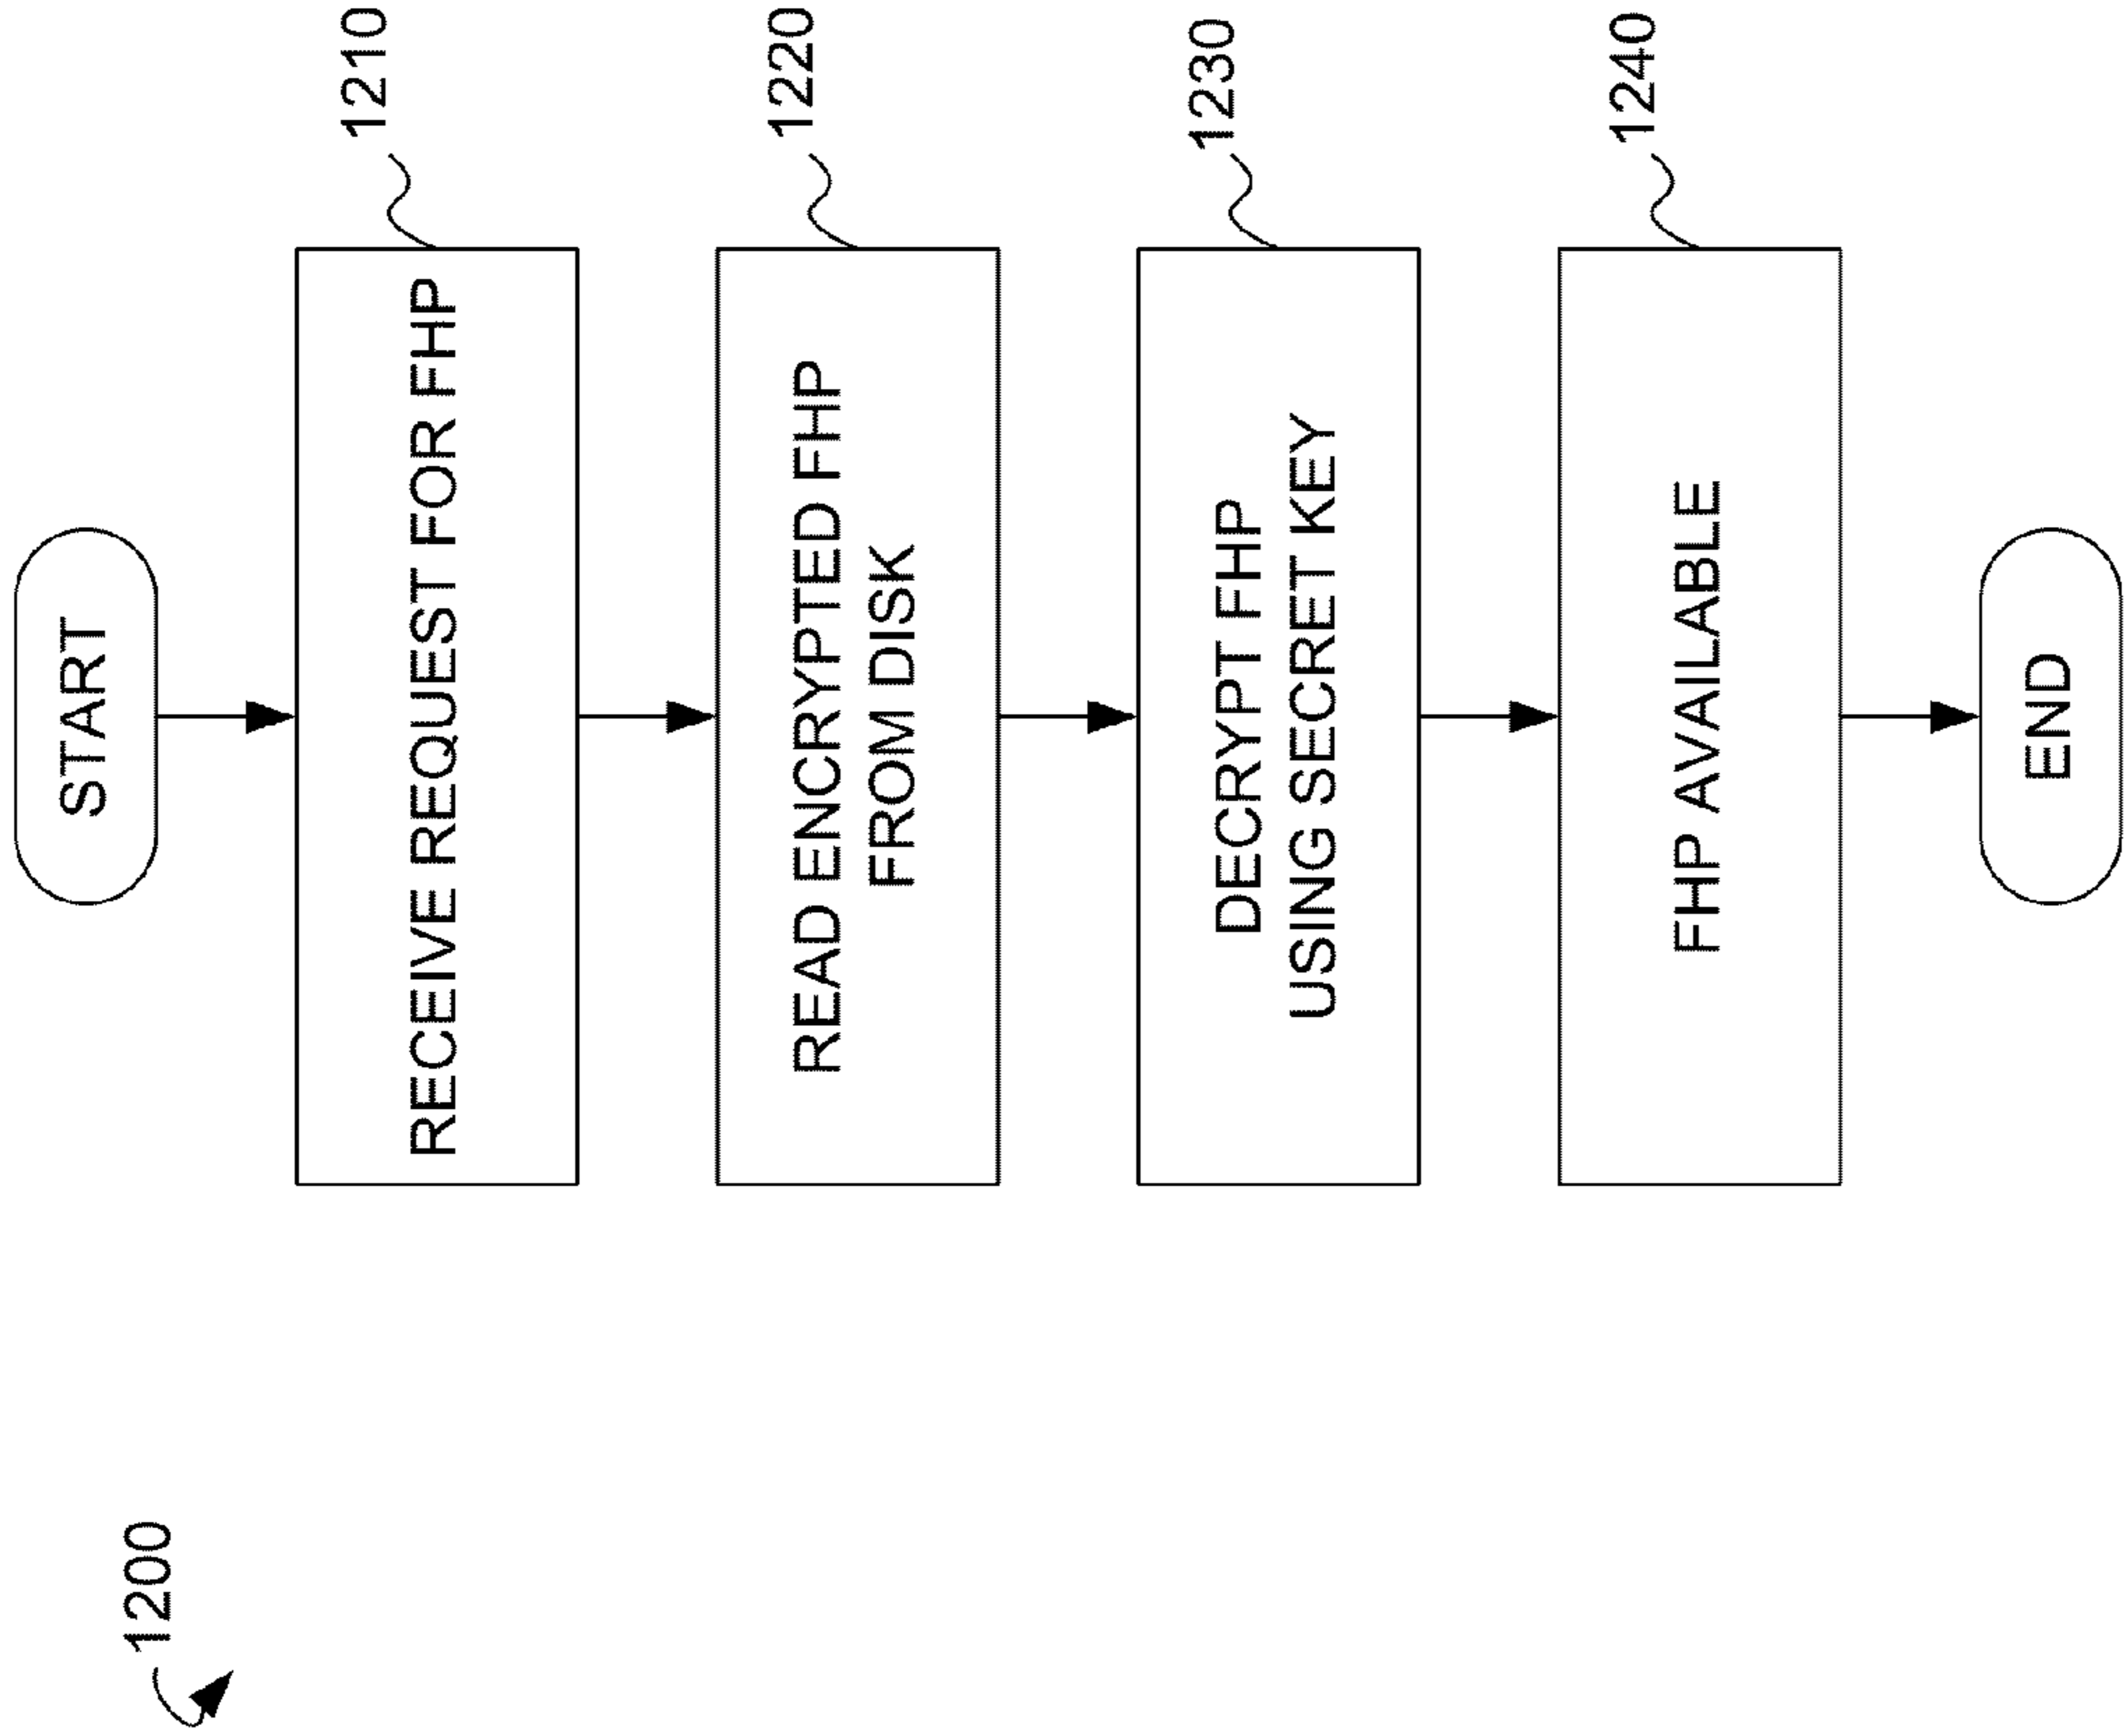 1200
START
RECEIVE REQUEST FOR FHP
1210
READ ENCRYPTED FHP
FROM DISK
1220
DECRYPT FHP
USING SECRET KEY
1230
FHP AVAILABLE
1240
END